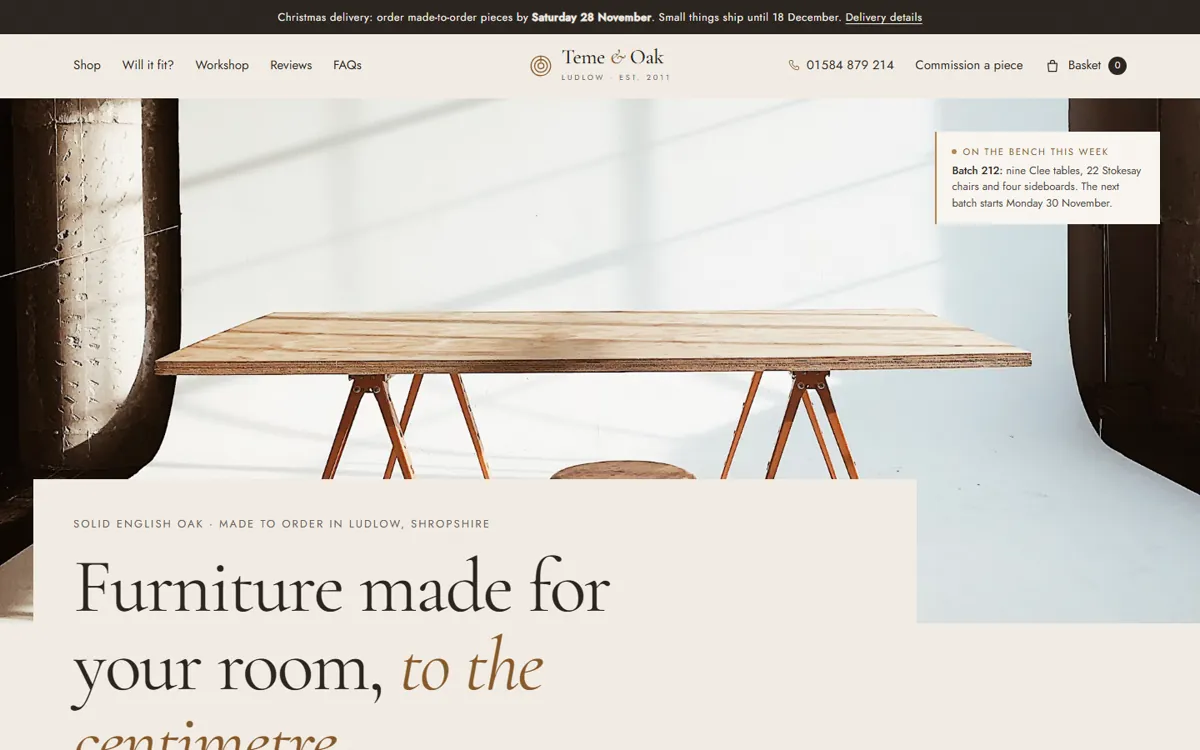 Christmas delivery: order made-to-order pieces by Saturday 28 November. Small things ship until 18 December. Delivery details
Shop Will it fit? Workshop Reviews FAQs
Teme & Oak
LUDLOW · EST. 2011
01584 879 214 Commission a piece Basket 0
ON THE BENCH THIS WEEK
Batch 212: nine Clee tables, 22 Stokesay
chairs and four sideboards. The next
batch starts Monday 30 November.
SOLID ENGLISH OAK · MADE TO ORDER IN LUDLOW, SHROPSHIRE
Furniture made for
your room, to the
centimetre